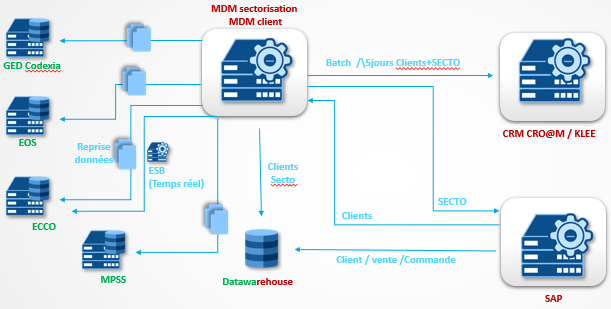 MDM sectorisation
MDM client
GED Codexia
Batch /\5jours Clients+SECTO
CRM CRO@M / KLEE
EOS
Reprise
données
ESB
(Temps réel)
Clients
Secto
ECCO
Clients
SECTO
MPSS
Datawarehouse
Client / vente /Commande
SAP